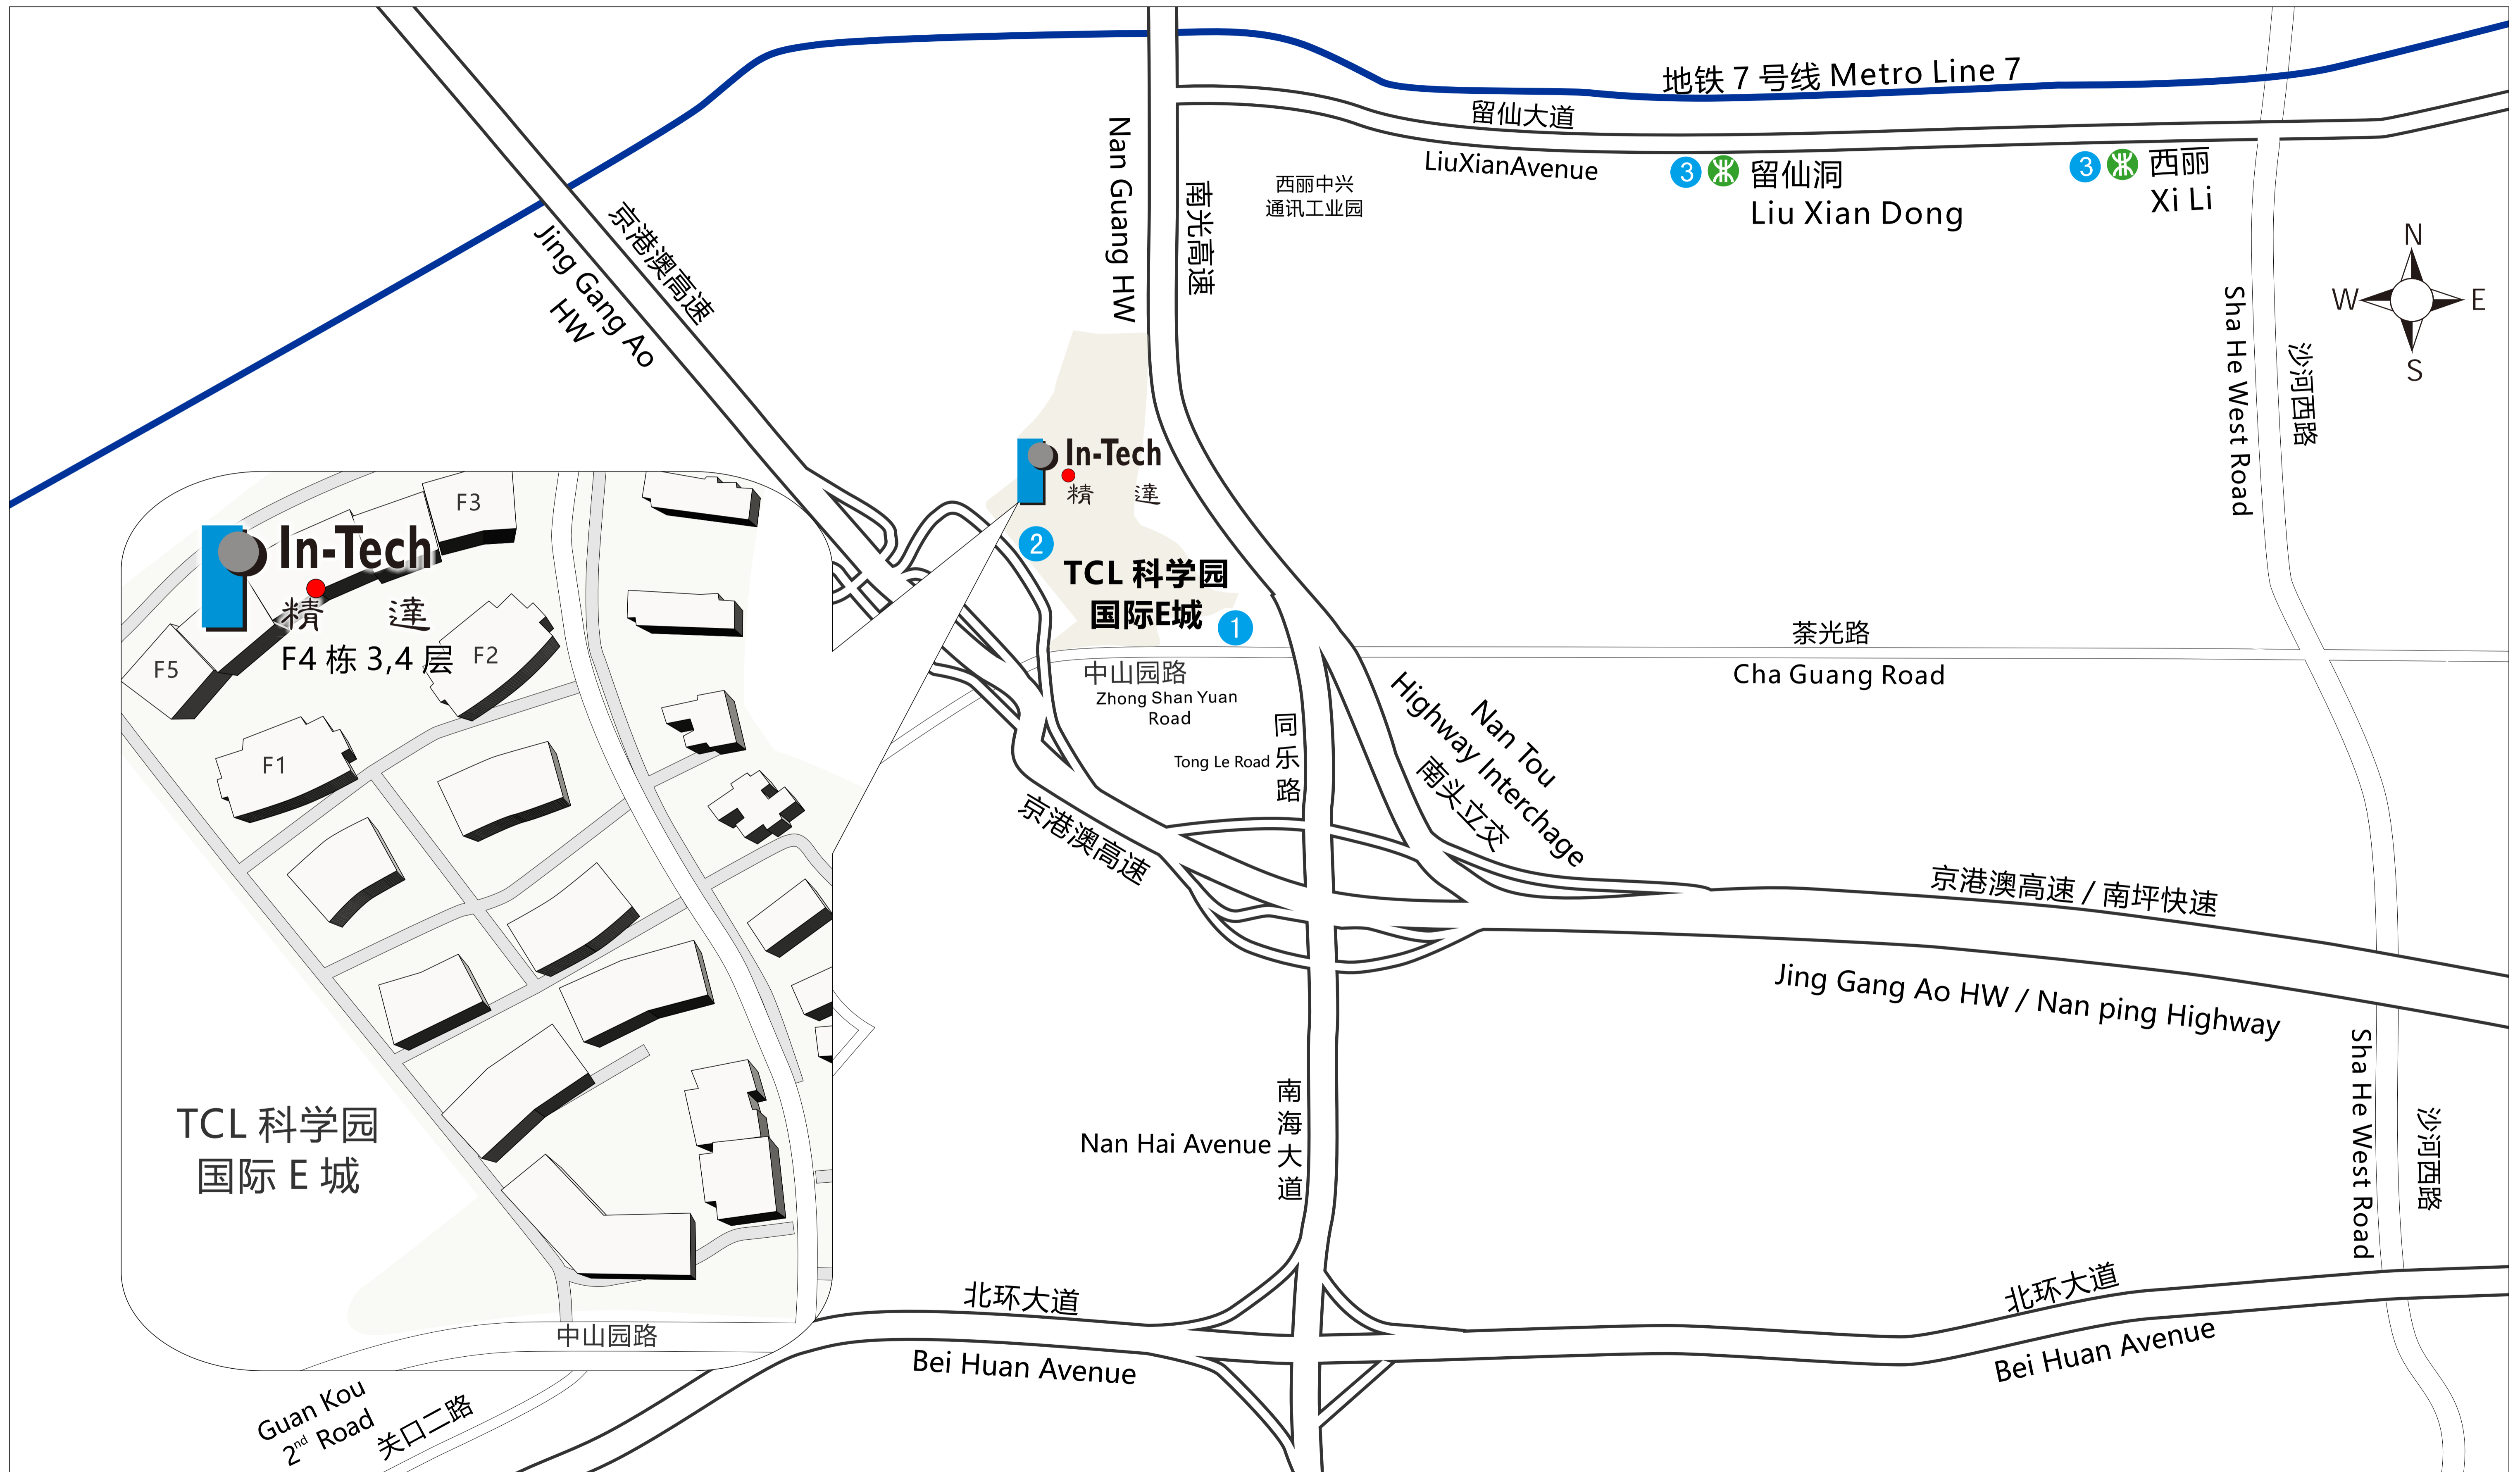 地铁 7 号线 Metro Line 7
留仙大道
LiuXianAvenue
3
留仙洞
Liu Xian Dong
3
西丽
Xi Li
Nan Guang HW
南光高速
西丽中兴
通讯工业园
京港澳高速
Jing Gang Ao
HW
N
W
E
S
Sha He West Road
沙河西路
In-Tech
精 達
2
TCL 科学园
国际E城
1
F3
In-Tech
精 達
F4 栋 3,4 层
F2
F5
F1
TCL 科学园
国际 E 城
中山园路
茶光路
Cha Guang Road
中山园路
Zhong Shan Yuan
Road
同乐路
Tong Le Road
Nan Tou
Highway Interchage
南头立交
京港澳高速
京港澳高速 / 南坪快速
Jing Gang Ao HW / Nan ping Highway
南海大道
Nan Hai Avenue
Sha He West Road
沙河西路
北环大道
Bei Huan Avenue
北环大道
Bei Huan Avenue
Guan Kou
2nd Road
关口二路